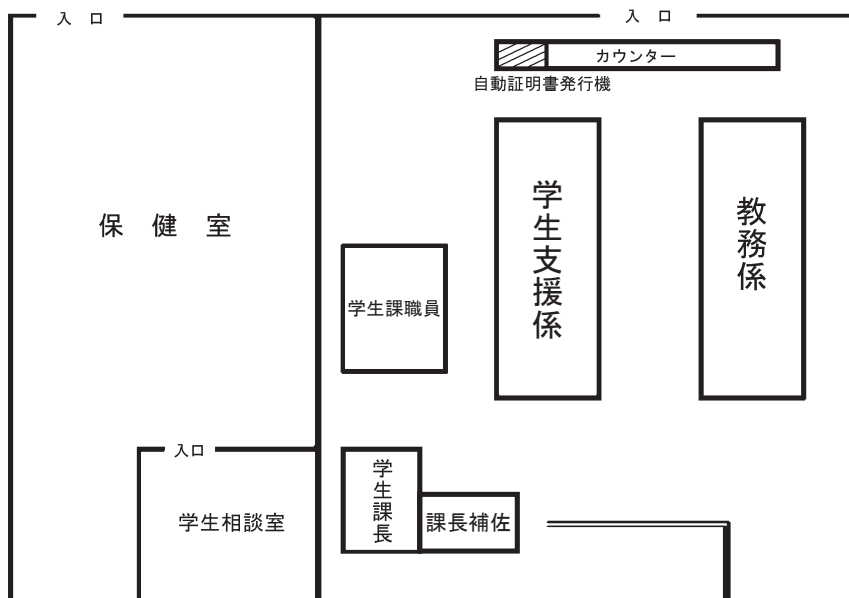 入　口
入　口
カウンター
自動証明書発行機
保　健　室
学生支援係
教務係
学生課職員
入口
学生相談室
学生課長
課長補佐